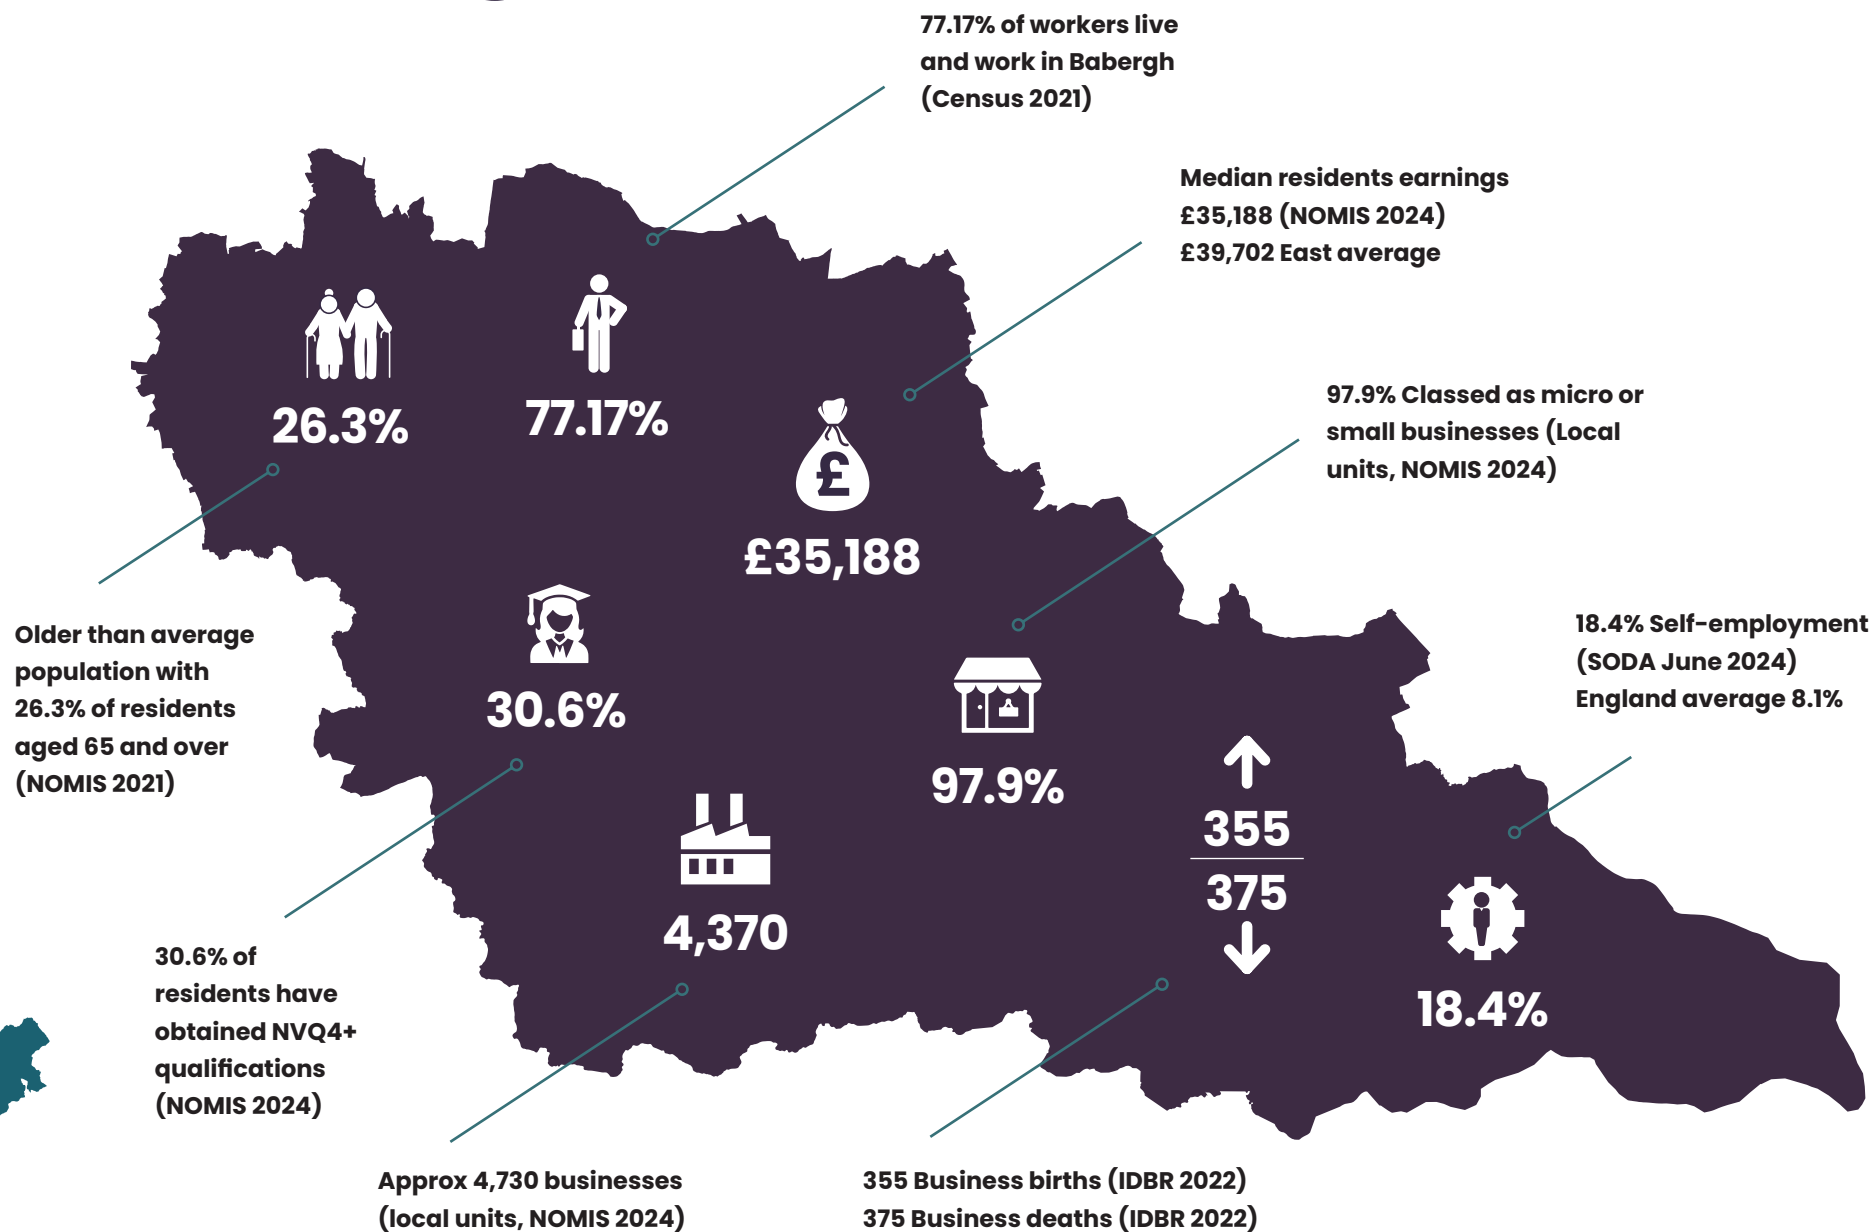 77.17% of workers live
and work in Babergh
(Census 2021)
Median residents earnings
£35,188 (NOMIS 2024)
£39,702 East average
97.9% Classed as micro or
small businesses (Local
units, NOMIS 2024)
18.4% Self-employment
(SODA June 2024)
England average 8.1%
26.3%
77.17%
£
£35,188
30.6%
97.9%
355
375
4,370
18.4%
Older than average
population with
26.3% of residents
aged 65 and over
(NOMIS 2021)
30.6% of
residents have
obtained NVQ4+
qualifications
(NOMIS 2024)
Approx 4,730 businesses
(local units, NOMIS 2024)
355 Business births (IDBR 2022)
375 Business deaths (IDBR 2022)